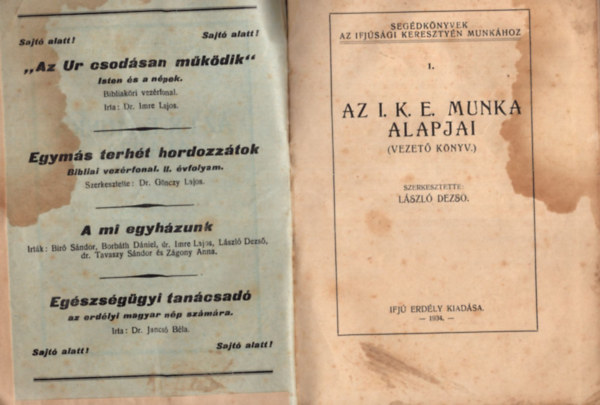 Sajtó alatt! Sajtó alatt!
„Az Ur csodásan működik“
Isten és a népek.
Bibliaköri vezérfonal.
Irta: Dr. Imre Lajos.
Egymás terhét hordozzátok
Bibliai vezérfonal. II. évfolyam.
Szerkesztette: Dr. Gönczy Lajos.
A mi egyházunk
Irták: Biró Sándor, Borbáth Dániel, dr. Imre Lajos, László Dezső,
dr. Tavaszy Sándor és Zágony Anna.
Egészségügyi tanácsadó
az erdélyi magyar nép számára.
Irta: Dr. Jancsó Béla.
Sajtó alatt! Sajtó alatt!
SEGÉDKÖNYVEK
AZ IFJÚSÁGI KERESZTYÉN MUNKÁHOZ
I.
AZ I. K. E. MUNKA
ALAPJAI
(VEZETŐ KÖNYV.)
SZERKESZTETTE:
LÁSZLÓ DEZSŐ.
IFJÚ ERDÉLY KIADÁSA.
— 1934. —